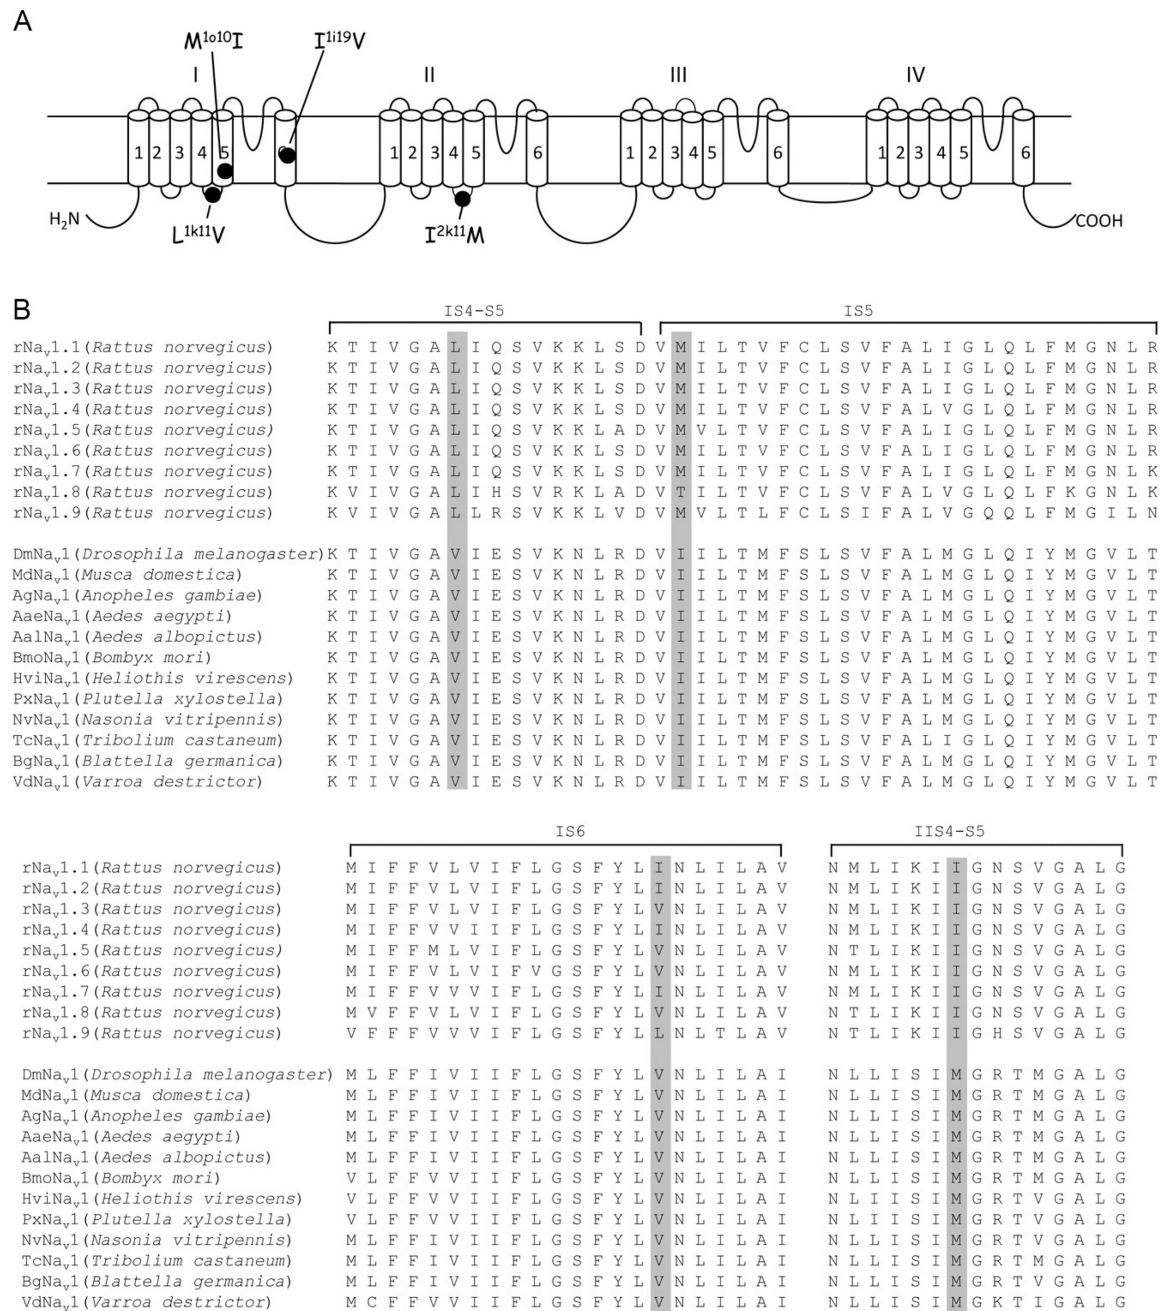 A
M1o10I I1i19V
I II III IV
1 2 3 4 5 6 1 2 3 4 5 6 1 2 3 4 5 6 1 2 3 4 5 6
H2N L1k11V I2k11M COOH
B
IS4-S5 IS5
rNav1.1(Rattus norvegicus) K T I V G A L I Q S V K K L S D V M I L T V F C L S V F A L I G L Q L F M G N L R
rNav1.2(Rattus norvegicus) K T I V G A L I Q S V K K L S D V M I L T V F C L S V F A L I G L Q L F M G N L R
rNav1.3(Rattus norvegicus) K T I V G A L I Q S V K K L S D V M I L T V F C L S V F A L I G L Q L F M G N L R
rNav1.4(Rattus norvegicus) K T I V G A L I Q S V K K L S D V M I L T V F C L S V F A L V G L Q L F M G N L R
rNav1.5(Rattus norvegicus) K T I V G A L I Q S V K K L A D V M V L T V F C L S V F A L I G L Q L F M G N L R
rNav1.6(Rattus norvegicus) K T I V G A L I Q S V K K L S D V M I L T V F C L S V F A L I G L Q L F M G N L R
rNav1.7(Rattus norvegicus) K T I V G A L I Q S V K K L S D V M I L T V F C L S V F A L I G L Q L F M G N L K
rNav1.8(Rattus norvegicus) K V I V G A L I H S V R K L A D V T I L T V F C L S V F A L V G L Q L F K G N L K
rNav1.9(Rattus norvegicus) K V I V G A L L R S V K K L V D V M V L T L F C L S I F A L V G Q Q L F M G I L N
DmNav1(Drosophila melanogaster) K T I V G A V I E S V K N L R D V I I L T M F S L S V F A L M G L Q I Y M G V L T
MdNav1(Musca domestica) K T I V G A V I E S V K N L R D V I I L T M F S L S V F A L M G L Q I Y M G V L T
AgNav1(Anopheles gambiae) K T I V G A V I E S V K N L R D V I I L T M F S L S V F A L M G L Q I Y M G V L T
AaeNav1(Aedes aegypti) K T I V G A V I E S V K N L R D V I I L T M F S L S V F A L M G L Q I Y M G V L T
AalNav1(Aedes albopictus) K T I V G A V I E S V K N L R D V I I L T M F S L S V F A L M G L Q I Y M G V L T
BmoNav1(Bombyx mori) K T I V G A V I E S V K N L R D V I I L T M F S L S V F A L M G L Q I Y M G V L T
HviNav1(Heliothis virescens) K T I V G A V I E S V K N L R D V I I L T M F S L S V F A L M G L Q I Y M G V L T
PxNav1(Plutella xylostella) K T I V G A V I E S V K N L R D V I I L T M F S L S V F A L M G L Q I Y M G V L T
NvNav1(Nasonia vitripennis) K T I V G A V I E S V K N L R D V I I L T M F S L S V F A L M G L Q I Y M G V L T
TcNav1(Tribolium castaneum) K T I V G A V I E S V K N L R D V I I L T M F S L S V F A L I G L Q I Y M G V L T
BgNav1(Blattella germanica) K T I V G A V I E S V K N L R D V I I L T M F S L S V F A L M G L Q I Y M G V L T
VdNav1(Varroa destrictor) K T I V G A V I E S V K N L R D V I I L T M F S L S V F A L M G L Q I Y M G V L T
IS6 IIS4-S5
rNav1.1(Rattus norvegicus) M I F F V L V I F L G S F Y L I N L I L A V N M L I K I I G N S V G A L G
rNav1.2(Rattus norvegicus) M I F F V L V I F L G S F Y L I N L I L A V N M L I K I I G N S V G A L G
rNav1.3(Rattus norvegicus) M I F F V L V I F L G S F Y L V N L I L A V N M L I K I I G N S V G A L G
rNav1.4(Rattus norvegicus) M I F F V V I I F L G S F Y L I N L I L A V N M L I K I I G N S V G A L G
rNav1.5(Rattus norvegicus) M I F F M L V I F L G S F Y L V N L I L A V N T L I K I I G N S V G A L G
rNav1.6(Rattus norvegicus) M I F F V L V I F V G S F Y L V N L I L A V N M L I K I I G N S V G A L G
rNav1.7(Rattus norvegicus) M I F F V V V I F L G S F Y L I N L I L A V N M L I K I I G N S V G A L G
rNav1.8(Rattus norvegicus) M V F F V L V I F L G S F Y L V N L I L A V N T L I K I I G N S V G A L G
rNav1.9(Rattus norvegicus) V F F F V V V I F L G S F Y L L N L T L A V N T L I K I I G H S V G A L G
DmNav1(Drosophila melanogaster) M L F F I V I I F L G S F Y L V N L I L A I N L L I S I M G R T M G A L G
MdNav1(Musca domestica) M L F F I V I I F L G S F Y L V N L I L A I N L L I S I M G R T M G A L G
AgNav1(Anopheles gambiae) M L F F I V I I F L G S F Y L V N L I L A I N L L I S I M G R T M G A L G
AaeNav1(Aedes aegypti) M L F F I V I I F L G S F Y L V N L I L A I N L L I S I M G R T M G A L G
AalNav1(Aedes albopictus) M L F F I V I I F L G S F Y L V N L I L A I N L L I S I M G R T M G A L G
BmoNav1(Bombyx mori) V L F F V V I I F L G S F Y L V N L I L A I N L L I S I M G R T M G A L G
HviNav1(Heliothis virescens) V L F F V V I I F L G S F Y L V N L I L A I N L I I S I M G R T V G A L G
PxNav1(Plutella xylostella) V L F F V V I I F L G S F Y L V N L I L A I N L I I S I M G R T V G A L G
NvNav1(Nasonia vitripennis) M L F F I V I I F L G S F Y L V N L I L A I N L L I S I M G R T V G A L G
TcNav1(Tribolium castaneum) M L F F I V I I F L G S F Y L V N L I L A I N L L I S I M G R T M G A L G
BgNav1(Blattella germanica) M L F F I V I I F L G S F Y L V N L I L A I N L L I S I M G R T V G A L G
VdNav1(Varroa destrictor) M C F F V V I I F L G S F Y L V N L I L A I N L L I S I M G K T I G A L G